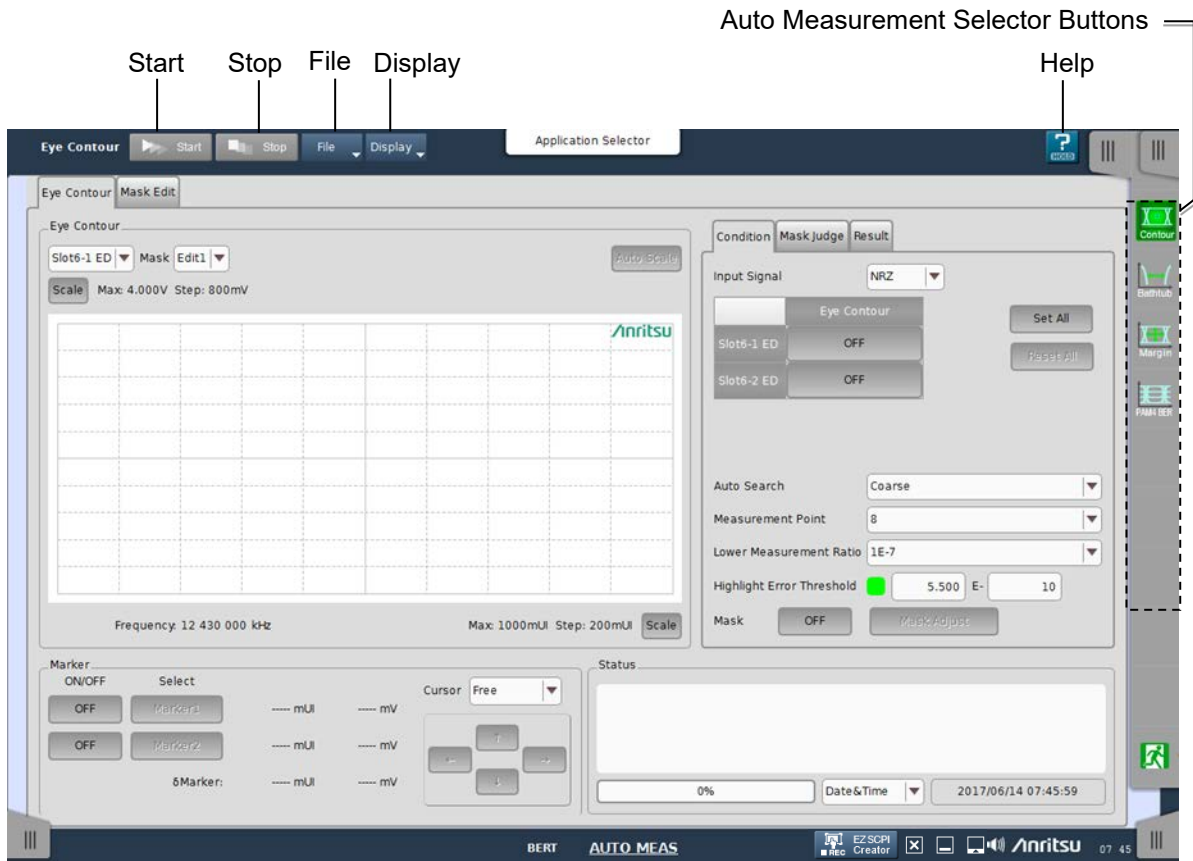 Auto Measurement Selector Buttons
Start Stop File Display Help
Eye Contour Start Stop File Display Application Selector ? HOLD
Eye Contour Mask Edit
Eye Contour
Slot6-1 ED Mask Edit1 Auto Scale
Scale Max: 4.000V Step: 800mV
Anritsu
Frequency: 12 430 000 kHz Max: 1000mUI Step: 200mUI Scale
Condition Mask Judge Result
Input Signal NRZ
Eye Contour
Slot6-1 ED OFF
Slot6-2 ED OFF
Set All
Reset All
Auto Search Coarse
Measurement Point 8
Lower Measurement Ratio 1E-7
Highlight Error Threshold 5.500 E- 10
Mask OFF Mask Adjust
Contour
Bathtub
Margin
PAM4 BER
Marker
ON/OFF Select
OFF Marker1 ----- mUI ----- mV
OFF Marker2 ----- mUI ----- mV
δMarker: ----- mUI ----- mV
Cursor Free
↑
← →
↓
Status
0% Date&Time 2017/06/14 07:45:59
BERT AUTO MEAS REC EZ SCPI Creator Anritsu 07 45